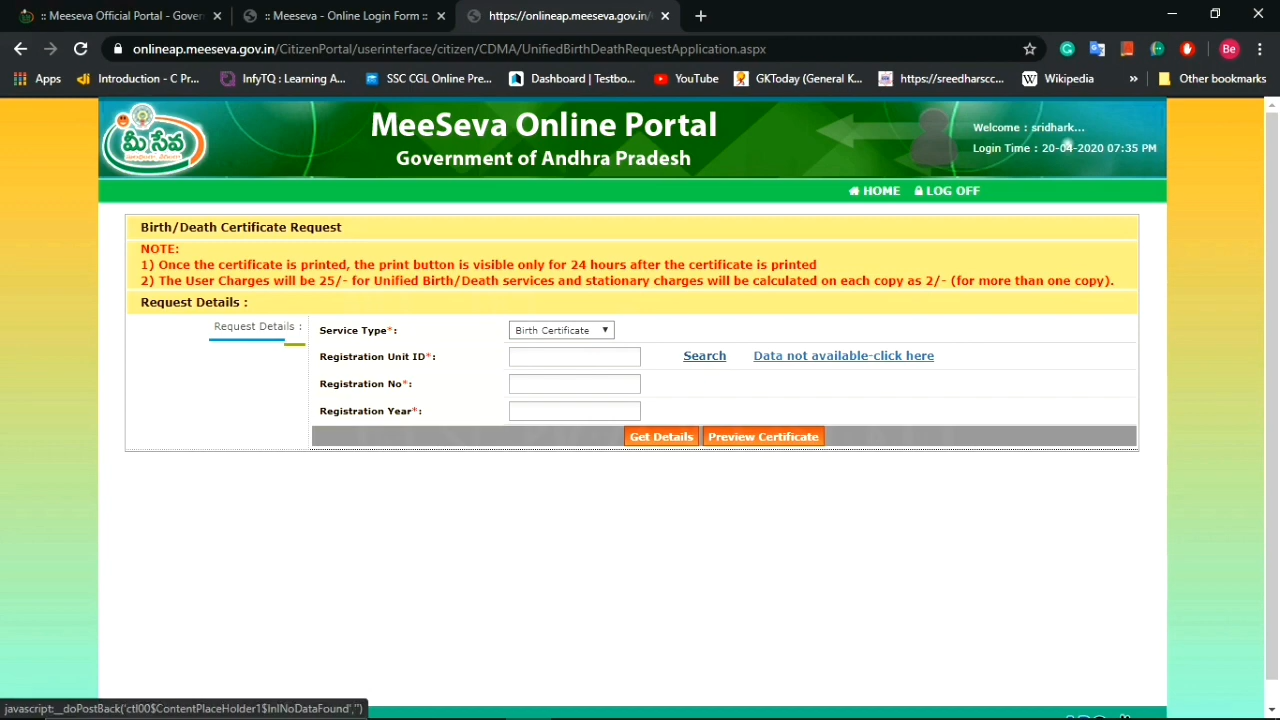 :: Meeseva Official Portal - Gover
:: Meeseva - Online Login Form ::
https://onlineap.meeseva.gov.in/
onlineap.meeseva.gov.in/CitizenPortal/userinterface/citizen/CDMA/UnifiedBirthDeathRequestApplication.aspx
Be
Apps
Introduction - C Pr...
InfyTQ : Learning A...
SSC CGL Online Pre...
Dashboard | Testbo...
YouTube
GKToday (General K...
https://sreedharscc...
Wikipedia
»
Other bookmarks
మీ సేవ
MeeSeva Online Portal
Government of Andhra Pradesh
Welcome : sridhark...
Login Time : 20-04-2020 07:35 PM
HOME
LOG OFF
Birth/Death Certificate Request
NOTE:
1) Once the certificate is printed, the print button is visible only for 24 hours after the certificate is printed
2) The User Charges will be 25/- for Unified Birth/Death services and stationary charges will be calculated on each copy as 2/- (for more than one copy).
Request Details :
Request Details :
Service Type*:
Birth Certificate
Registration Unit ID*:
Search
Data not available-click here
Registration No*:
Registration Year*:
Get Details
Preview Certificate
javascript:__doPostBack('ctl00$ContentPlaceHolder1$lnlNoDataFound','')